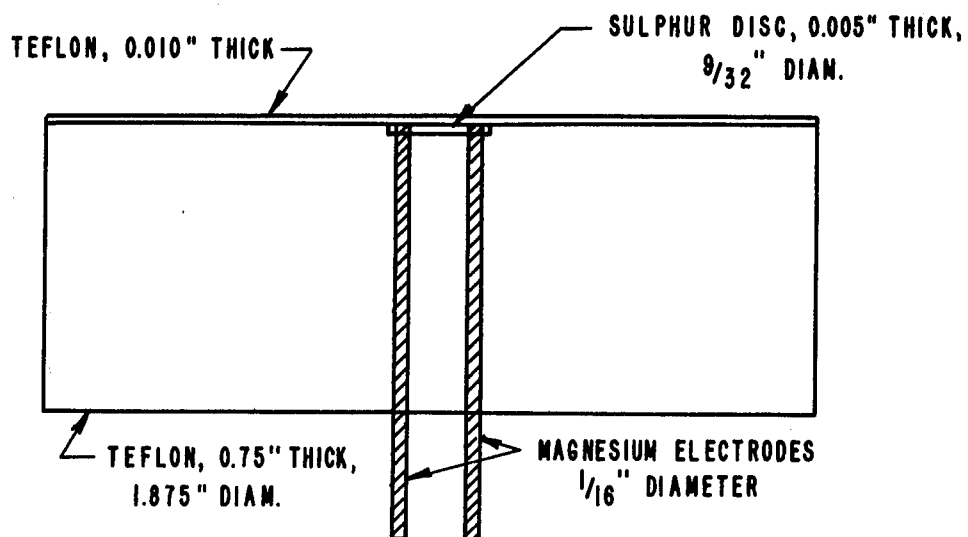 TEFLON, 0.010" THICK
SULPHUR DISC, 0.005" THICK,
9/32" DIAM.
TEFLON, 0.75" THICK,
1.875" DIAM.
MAGNESIUM ELECTRODES
1/16" DIAMETER